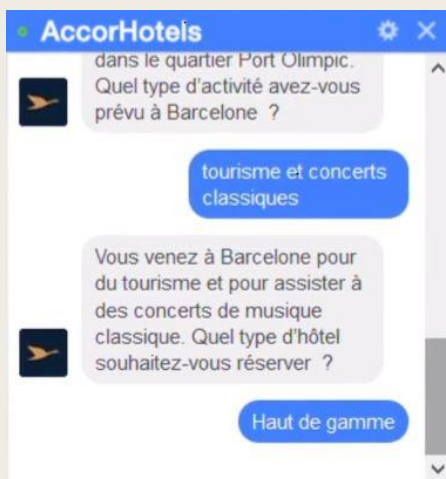 AccorHotels
dans le quartier Port Olimpic.
Quel type d'activité avez-vous
prévu à Barcelone ?
tourisme et concerts
classiques
Vous venez à Barcelone pour
du tourisme et pour assister à
des concerts de musique
classique. Quel type d'hôtel
souhaitez-vous réserver ?
Haut de gamme